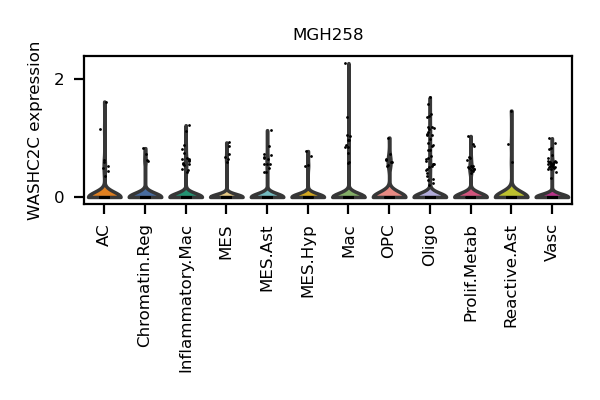 MGH258
WASHC2C expression
2
0
AC
Chromatin.Reg
Inflammatory.Mac
MES
MES.Ast
MES.Hyp
Mac
OPC
Oligo
Prolif.Metab
Reactive.Ast
Vasc